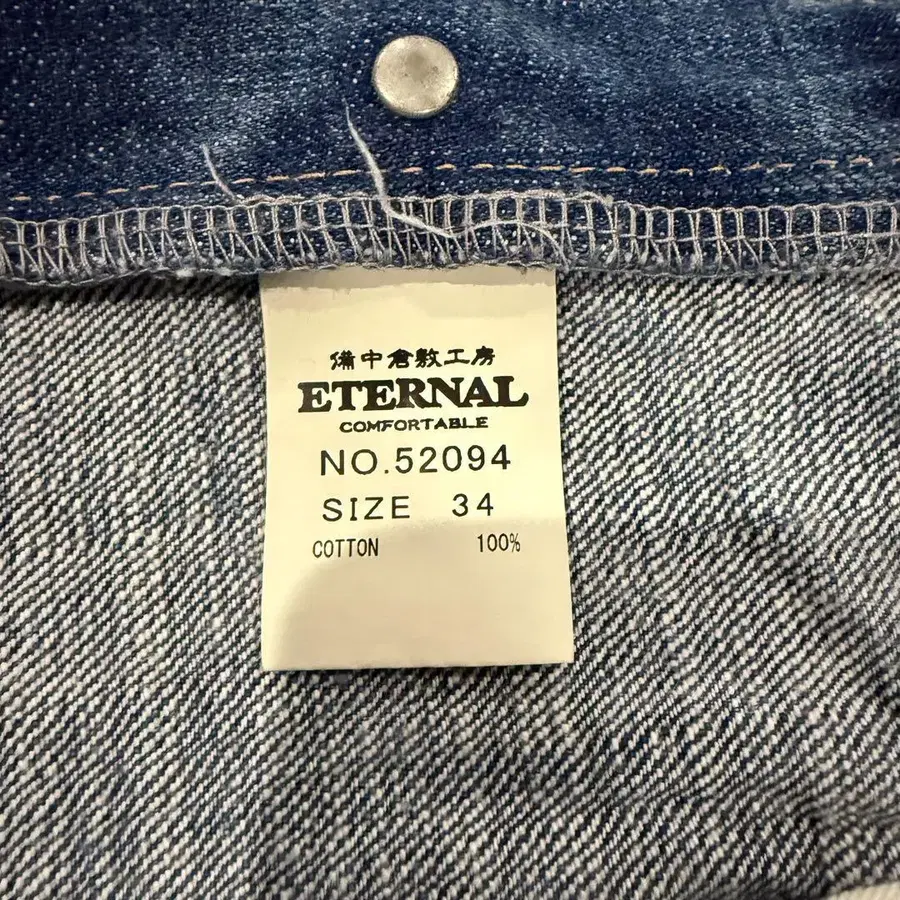 備中倉敷工房
ETERNAL
COMFORTABLE
NO.52094
SIZE 34
COTTON 100%